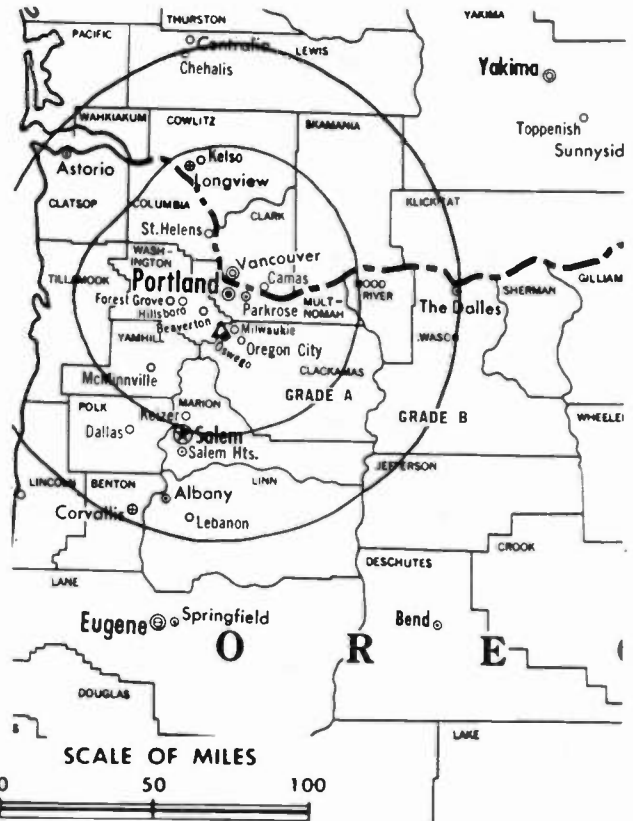 THURSTON
YAKIMA
PACIFIC
Centralia
LEWIS
Chehalis
Yakima
WAHKIAKUM
COWLITZ
SKAMANIA
Toppenish
Sunnysid
Kelso
Astoria
Longview
CLATSOP
COLUMBIA
CLARK
KLICKITAT
St.Helens
WASH-
INGTON
Vancouver
TILLAMOOK
Portland
Camas
HOOD
RIVER
SHERMAN
GILLIAM
Forest Grove
Parkrose
MULT-
NOMAH
The Dalles
Hillsboro
Beaverton
Milwaukie
WASCO
YAMHILL
Oswego
Oregon City
CLACKAMAS
McMinnville
MARION
GRADE A
POLK
Keizer
GRADE B
WHEELE
Dallas
Salem
Salem Hts.
LINN
JEFFERSON
LINCOLN
BENTON
Albany
Corvallis
Lebanon
CROOK
DESCHUTES
LANE
Eugene
Springfield
Bend
O R E
DOUGLAS
LAKE
SCALE OF MILES
0 50 100